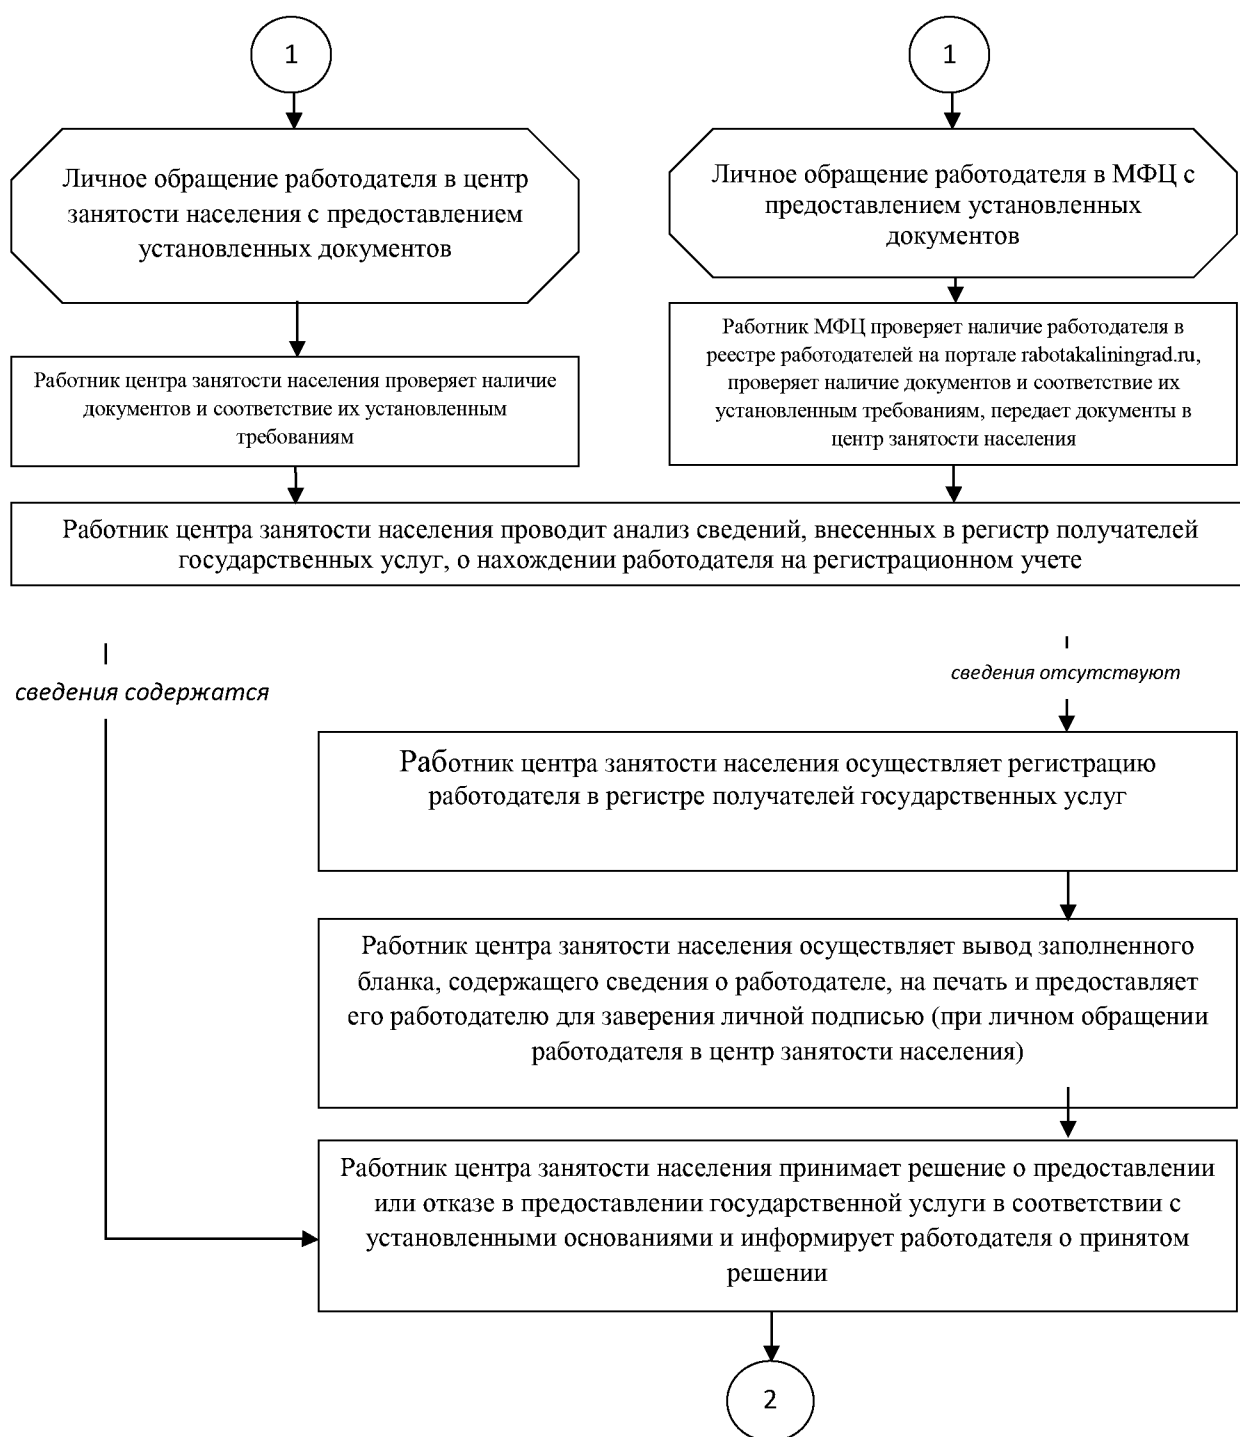 1
1
Личное обращение работодателя в центр
занятости населения с предоставлением
установленных документов
Личное обращение работодателя в МФЦ с
предоставлением установленных
документов
Работник центра занятости населения проверяет наличие
документов и соответствие их установленным
требованиям
Работник МФЦ проверяет наличие работодателя в
реестре работодателей на портале rabotakaliningrad.ru,
проверяет наличие документов и соответствие их
установленным требованиям, передает документы в
центр занятости населения
Работник центра занятости населения проводит анализ сведений, внесенных в регистр получателей
государственных услуг, о нахождении работодателя на регистрационном учете
сведения содержатся
сведения отсутствуют
Работник центра занятости населения осуществляет регистрацию
работодателя в регистре получателей государственных услуг
Работник центра занятости населения осуществляет вывод заполненного
бланка, содержащего сведения о работодателе, на печать и предоставляет
его работодателю для заверения личной подписью (при личном обращении
работодателя в центр занятости населения)
Работник центра занятости населения принимает решение о предоставлении
или отказе в предоставлении государственной услуги в соответствии с
установленными основаниями и информирует работодателя о принятом
решении
2